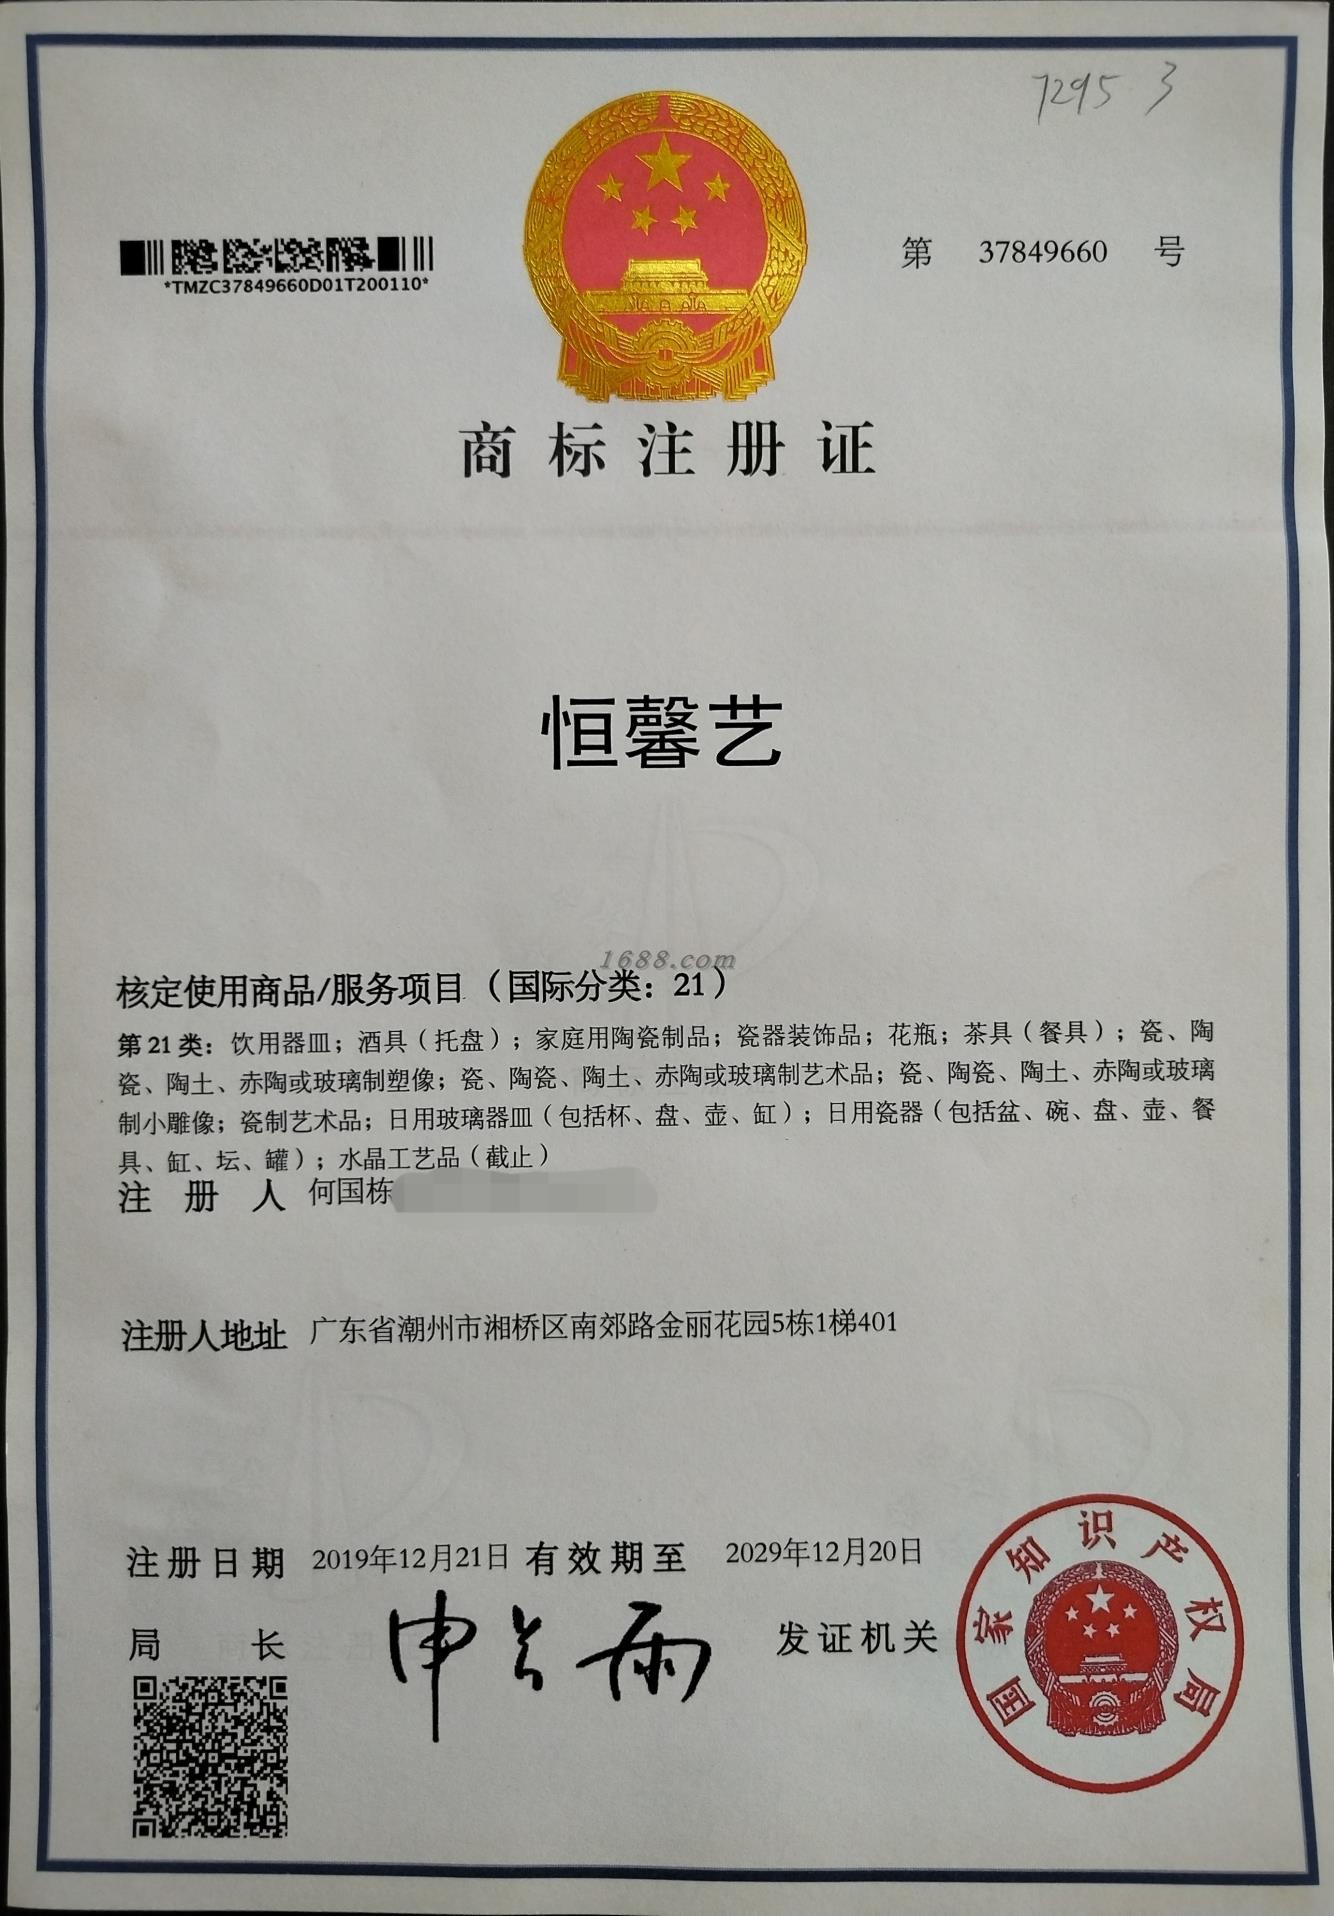 7295 3
第 37849660 号
*TMZC37849660D01T200110*
商标注册证
恒馨艺
1688.com
核定使用商品/服务项目（国际分类：21）
第21类：饮用器皿；酒具（托盘）；家庭用陶瓷制品；瓷器装饰品；花瓶；茶具（餐具）；瓷、陶
瓷、陶土、赤陶或玻璃制塑像；瓷、陶瓷、陶土、赤陶或玻璃制艺术品；瓷、陶瓷、陶土、赤陶或玻璃
制小雕像；瓷制艺术品；日用玻璃器皿（包括杯、盘、壶、缸）；日用瓷器（包括盆、碗、盘、壶、餐
具、缸、坛、罐）；水晶工艺品（截止）
注册人 何国栋
注册人地址 广东省潮州市湘桥区南郊路金丽花园5栋1梯401
注册日期 2019年12月21日 有效期至 2029年12月20日
局长 申长雨 发证机关
国家知识产权局